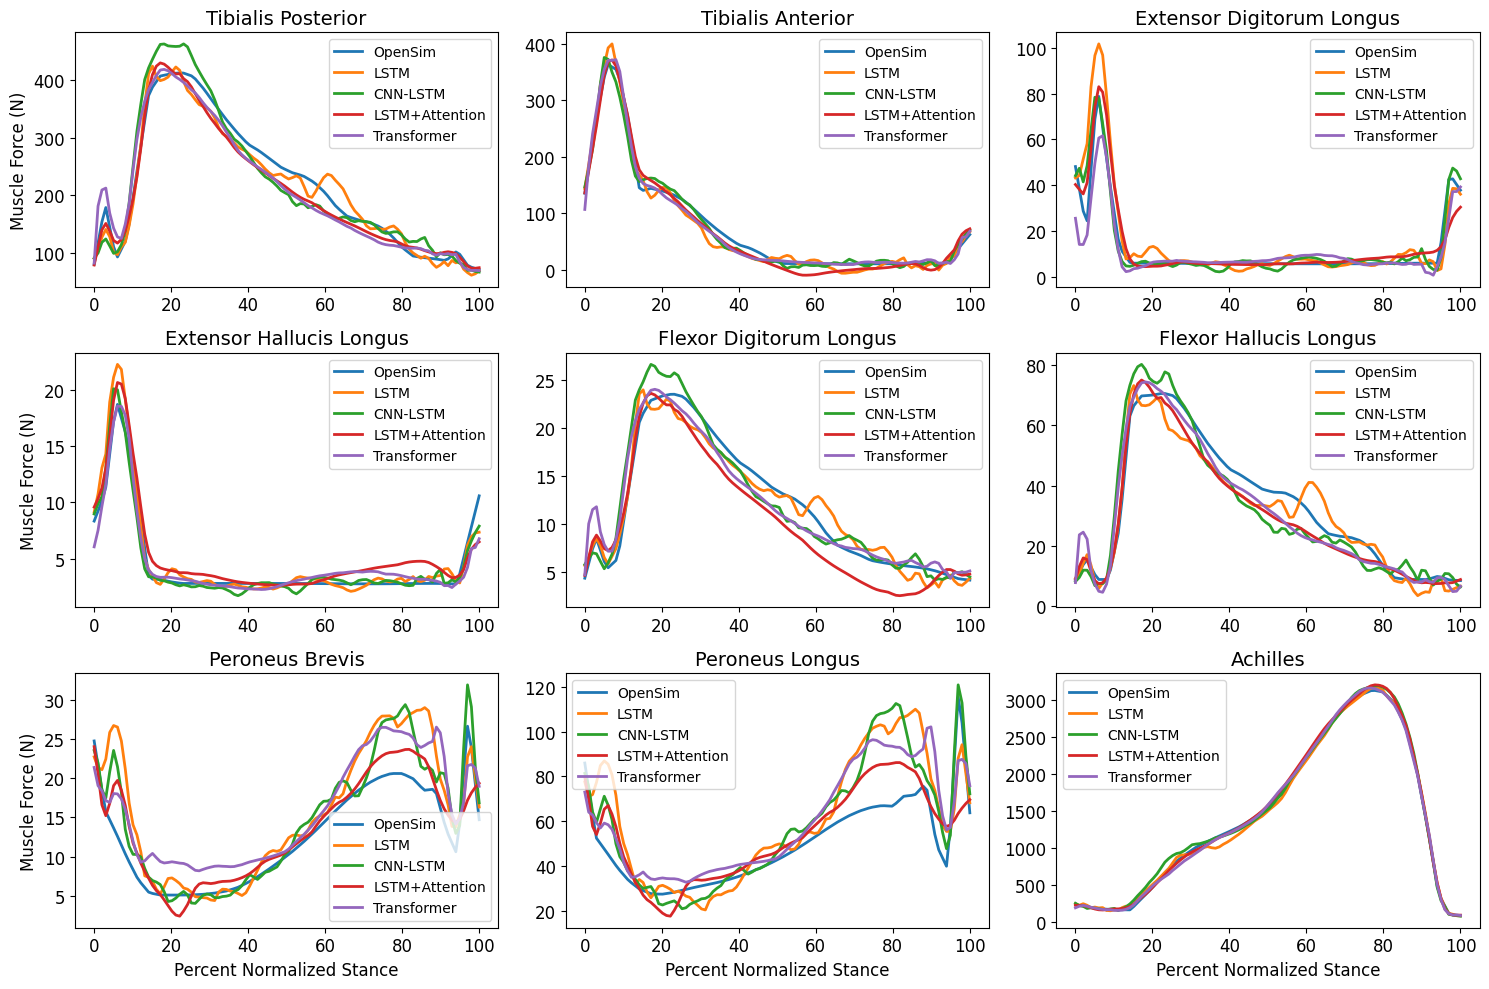 Tibialis Posterior
Muscle Force (N)
400
300
200
100
0 20 40 60 80 100
OpenSim
LSTM
CNN-LSTM
LSTM+Attention
Transformer
Tibialis Anterior
400
300
200
100
0
0 20 40 60 80 100
OpenSim
LSTM
CNN-LSTM
LSTM+Attention
Transformer
Extensor Digitorum Longus
100
80
60
40
20
0
0 20 40 60 80 100
OpenSim
LSTM
CNN-LSTM
LSTM+Attention
Transformer
Extensor Hallucis Longus
Muscle Force (N)
20
15
10
5
0 20 40 60 80 100
OpenSim
LSTM
CNN-LSTM
LSTM+Attention
Transformer
Flexor Digitorum Longus
25
20
15
10
5
0 20 40 60 80 100
OpenSim
LSTM
CNN-LSTM
LSTM+Attention
Transformer
Flexor Hallucis Longus
80
60
40
20
0
0 20 40 60 80 100
OpenSim
LSTM
CNN-LSTM
LSTM+Attention
Transformer
Peroneus Brevis
Muscle Force (N)
30
25
20
15
10
5
0 20 40 60 80 100
Percent Normalized Stance
OpenSim
LSTM
CNN-LSTM
LSTM+Attention
Transformer
Peroneus Longus
120
100
80
60
40
20
0 20 40 60 80 100
Percent Normalized Stance
OpenSim
LSTM
CNN-LSTM
LSTM+Attention
Transformer
Achilles
3000
2500
2000
1500
1000
500
0
0 20 40 60 80 100
Percent Normalized Stance
OpenSim
LSTM
CNN-LSTM
LSTM+Attention
Transformer